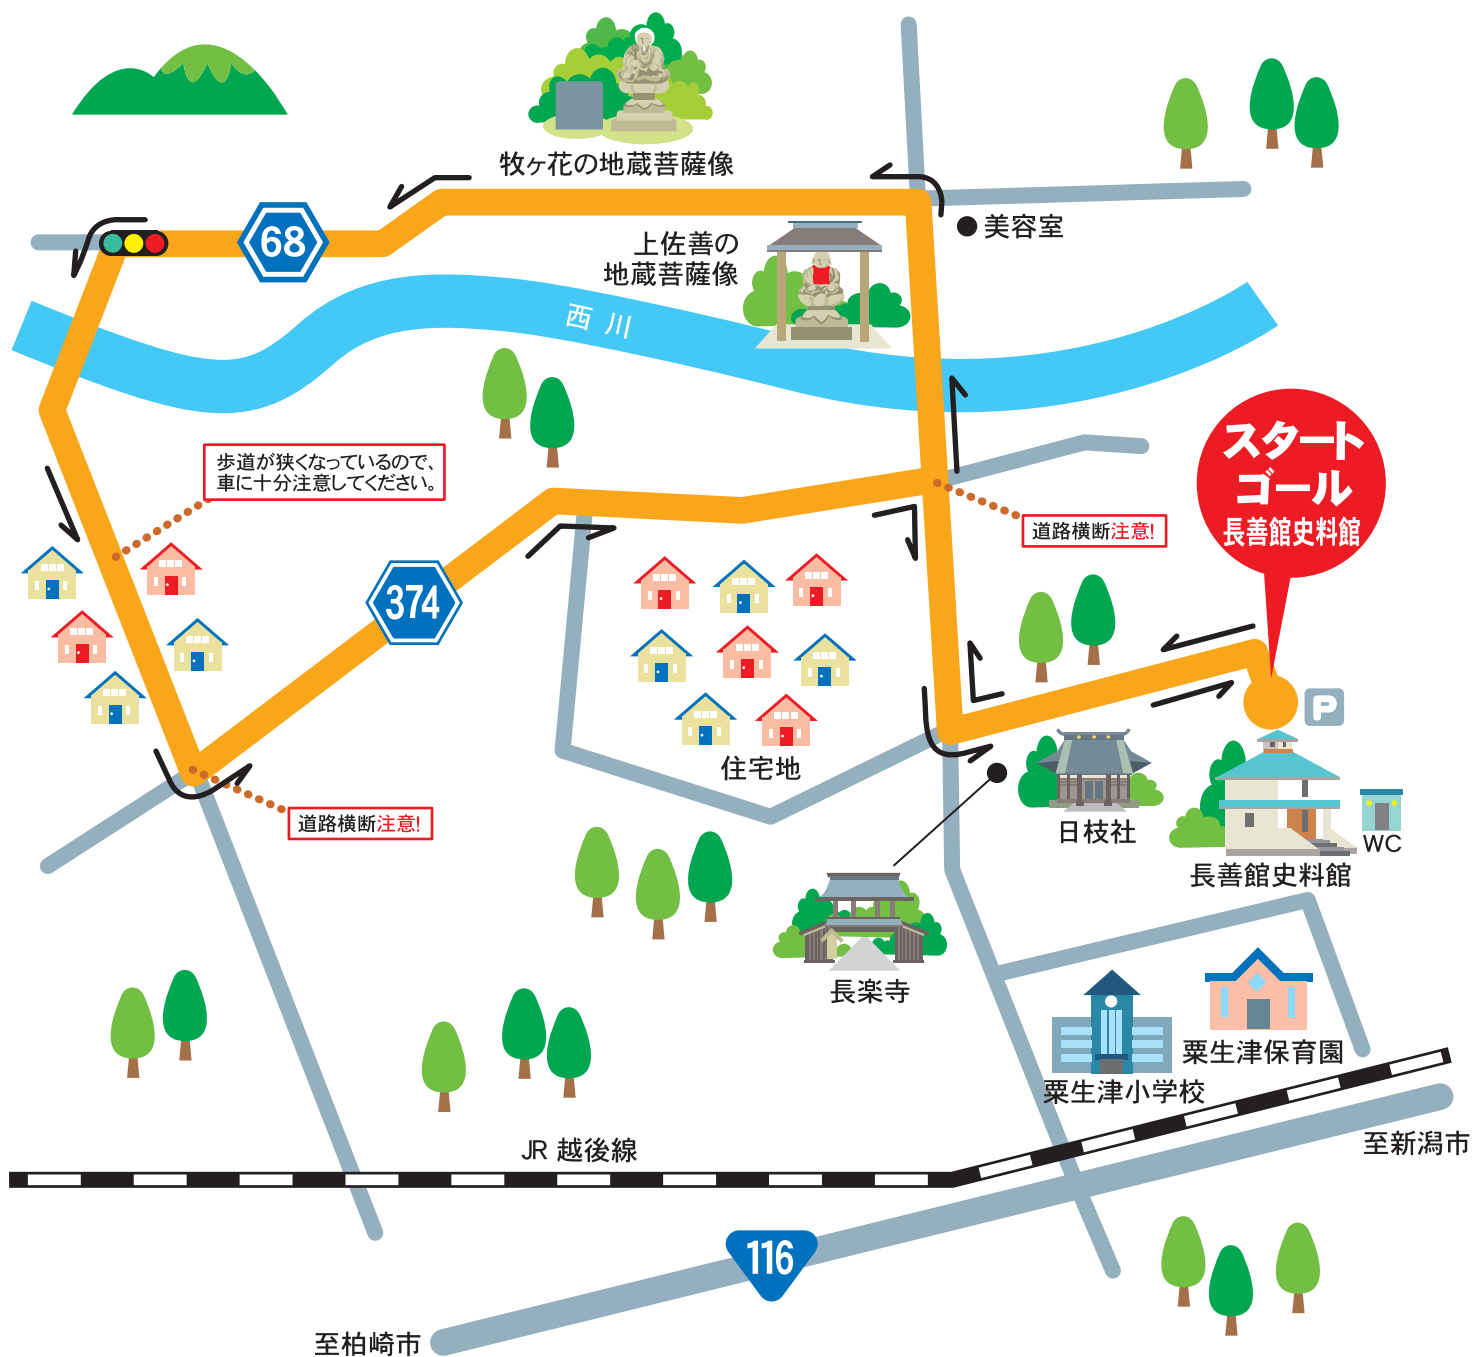 牧ヶ花の地蔵菩薩像
美容室
68
上佐善の
地蔵菩薩像
西川
歩道が狭くなっているので、
車に十分注意してください。
スタート
ゴール
長善館史料館
道路横断注意!
374
P
住宅地
道路横断注意!
日枝社
WC
長善館史料館
長楽寺
粟生津保育園
粟生津小学校
JR 越後線
至新潟市
116
至柏崎市